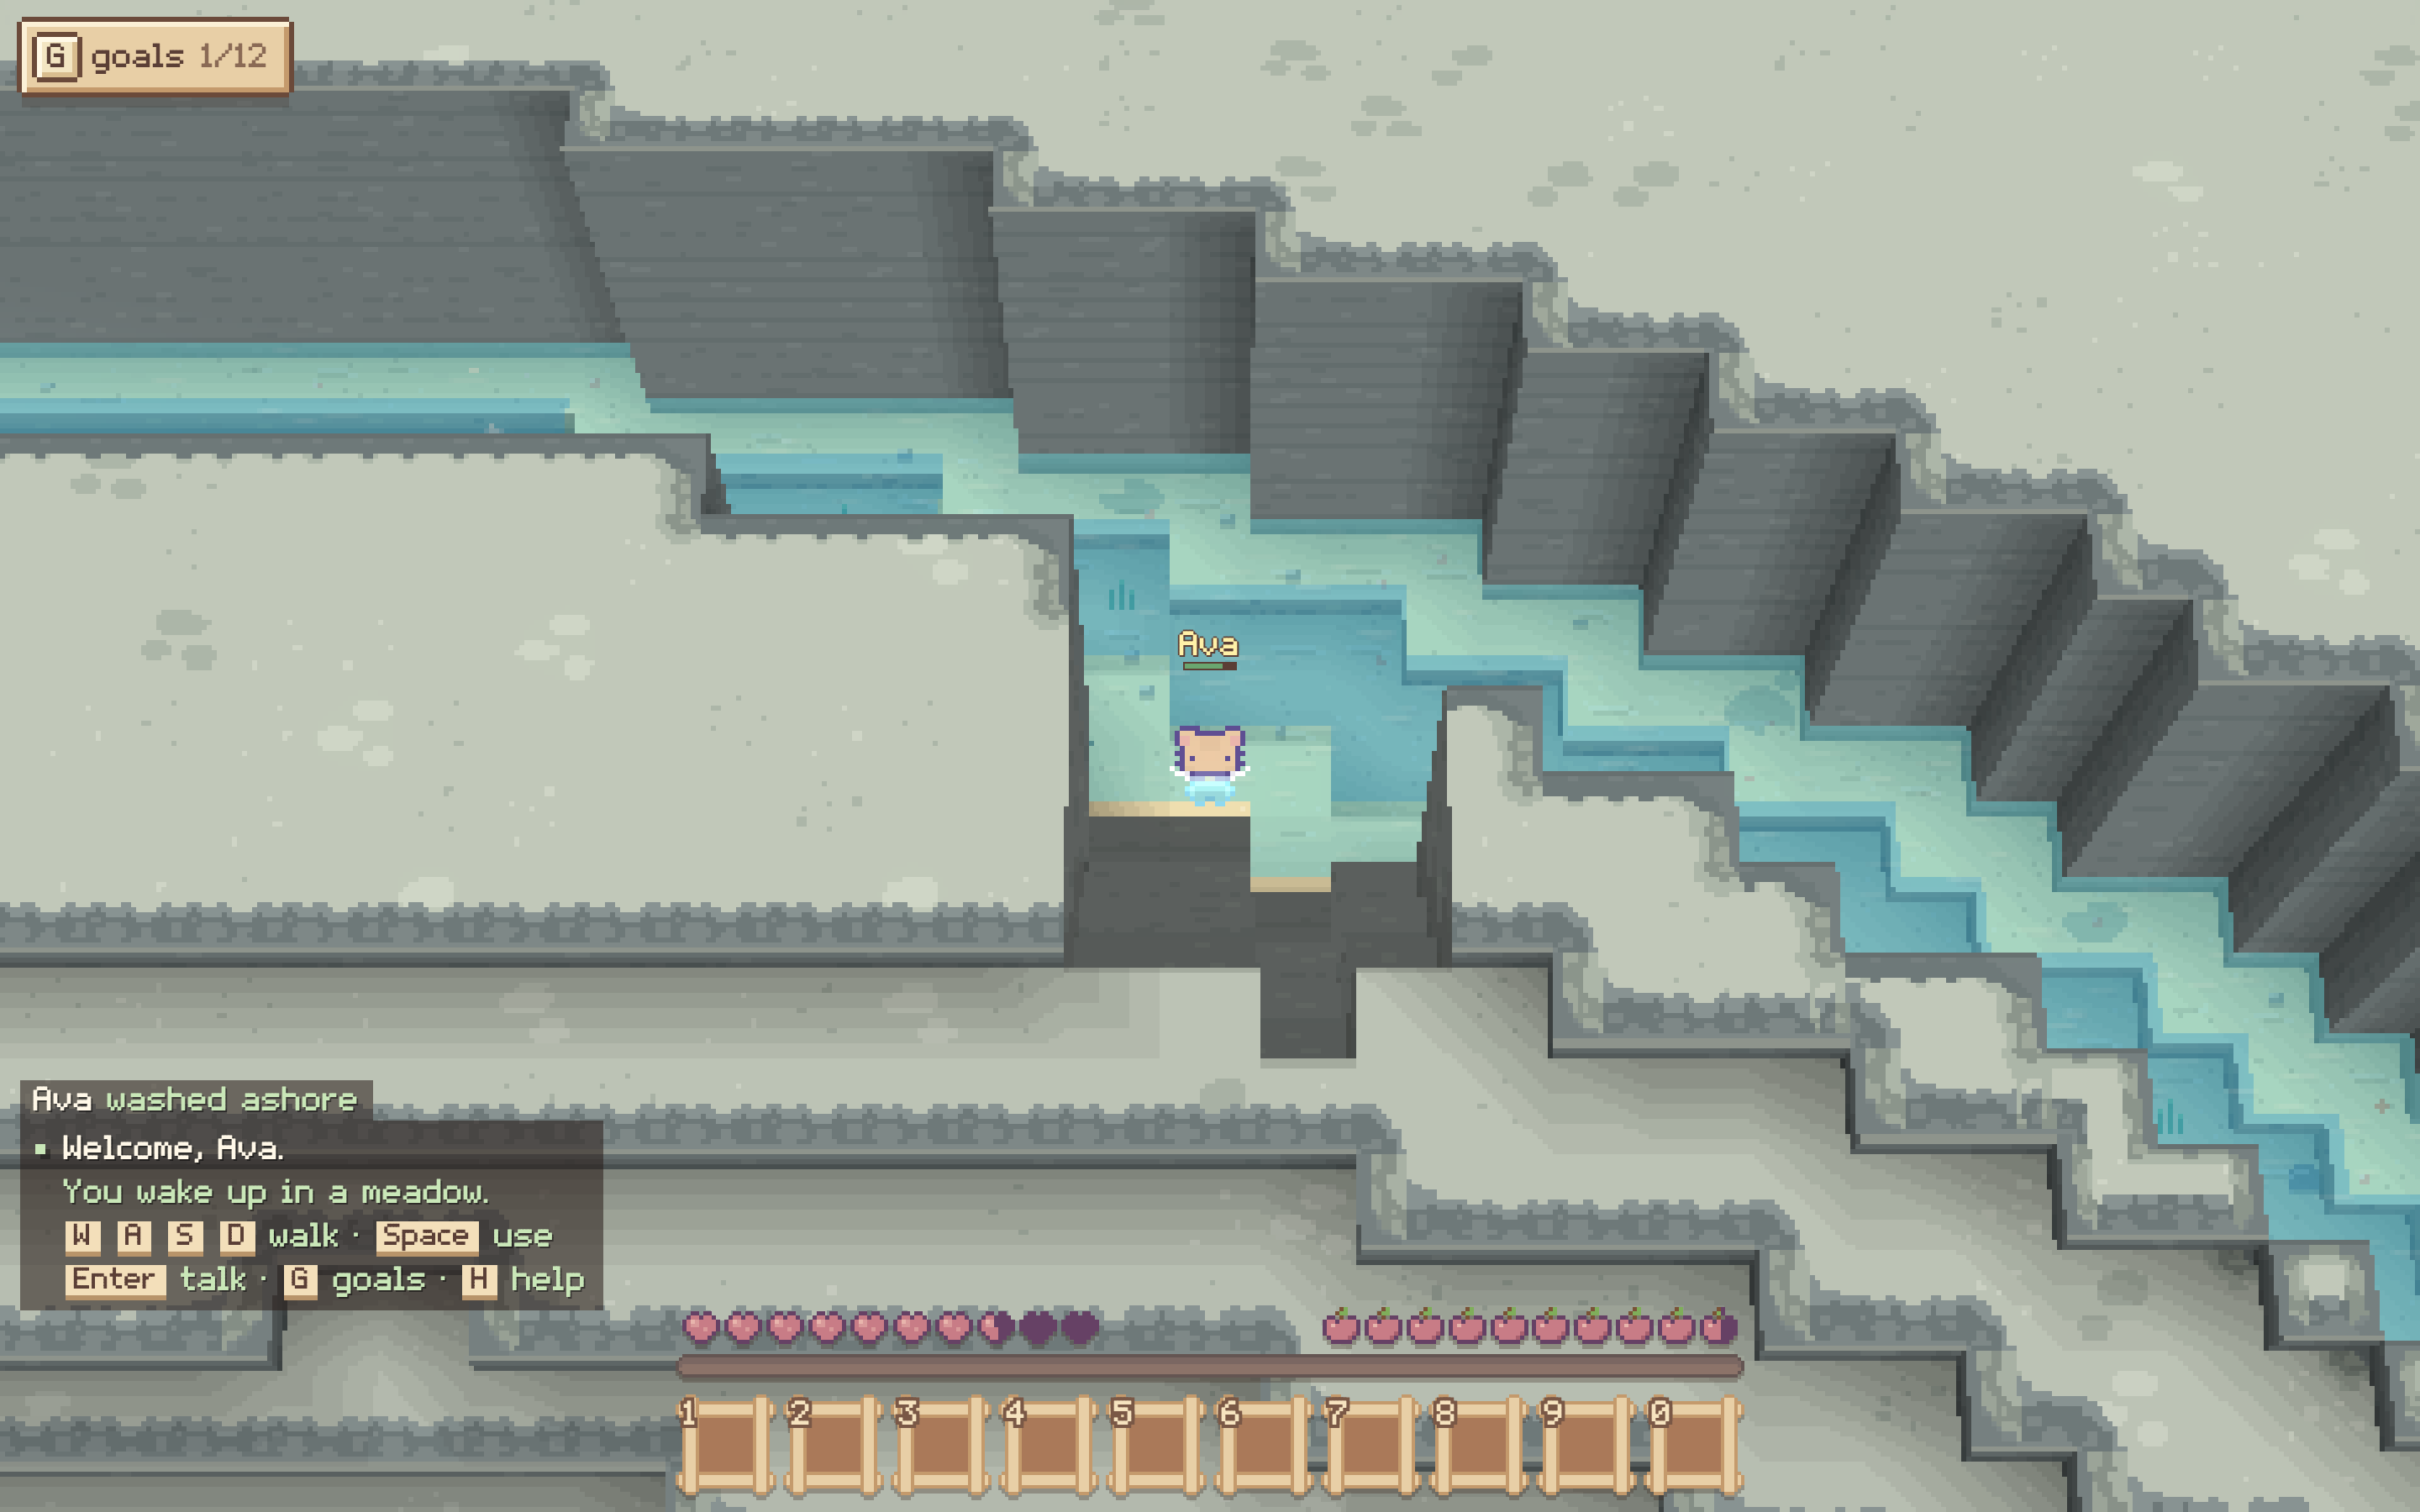 G goals 1/12
Ava
Ava washed ashore
Welcome, Ava.
You wake up in a meadow.
W A S D walk · Space use
Enter talk · G goals · H help
1 2 3 4 5 6 7 8 9 0